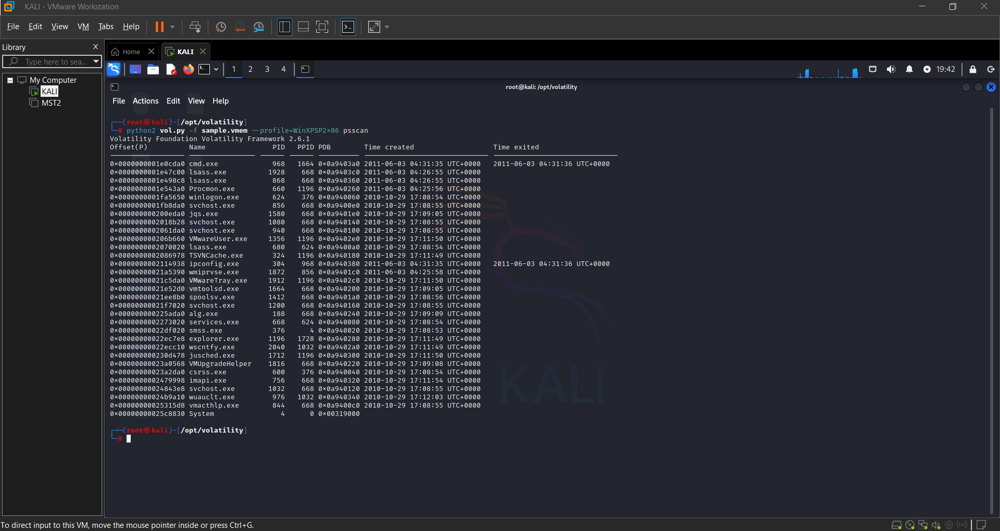 KALI - VMware Workstation
File Edit View VM Tabs Help
Library
Type here to sea...
My Computer
KALI
MST2
Home
KALI
1 2 3 4
19:42
root@kali: /opt/volatility
File Actions Edit View Help
┌──(root㉿kali)-[/opt/volatility]
└─# python2 vol.py -f sample.vmem --profile=WinXPSP2x86 psscan
Volatility Foundation Volatility Framework 2.6.1
Offset(P) Name PID PPID PDB Time created Time exited
0x0000000001e0cda0 cmd.exe 968 1664 0x0a9403a0 2011-06-03 04:31:35 UTC+0000 2011-06-03 04:31:36 UTC+0000
0x0000000001e47c00 lsass.exe 1928 668 0x0a9403c0 2011-06-03 04:26:55 UTC+0000
0x0000000001e498c8 lsass.exe 868 668 0x0a940360 2011-06-03 04:26:55 UTC+0000
0x0000000001e543a0 Procmon.exe 660 1196 0x0a940260 2011-06-03 04:25:56 UTC+0000
0x0000000001fa5650 winlogon.exe 624 376 0x0a940060 2010-10-29 17:08:54 UTC+0000
0x0000000001fb8da0 svchost.exe 856 668 0x0a9400e0 2010-10-29 17:08:55 UTC+0000
0x000000000200eda0 jqs.exe 1580 668 0x0a9401e0 2010-10-29 17:09:05 UTC+0000
0x0000000002018b28 svchost.exe 1080 668 0x0a940140 2010-10-29 17:08:55 UTC+0000
0x0000000002061da0 svchost.exe 940 668 0x0a940100 2010-10-29 17:08:55 UTC+0000
0x000000000206b660 VMwareUser.exe 1356 1196 0x0a9402e0 2010-10-29 17:11:50 UTC+0000
0x0000000002070020 lsass.exe 680 624 0x0a9400a0 2010-10-29 17:08:54 UTC+0000
0x0000000002086978 TSVNCache.exe 324 1196 0x0a940180 2010-10-29 17:11:49 UTC+0000
0x0000000002114938 ipconfig.exe 304 968 0x0a940380 2011-06-03 04:31:35 UTC+0000 2011-06-03 04:31:36 UTC+0000
0x00000000021a5390 wmiprvse.exe 1872 856 0x0a9401c0 2011-06-03 04:25:58 UTC+0000
0x00000000021c5da0 VMwareTray.exe 1912 1196 0x0a9402c0 2010-10-29 17:11:50 UTC+0000
0x00000000021e52d0 vmtoolsd.exe 1664 668 0x0a940200 2010-10-29 17:09:05 UTC+0000
0x00000000021ee8b0 spoolsv.exe 1412 668 0x0a9401a0 2010-10-29 17:08:56 UTC+0000
0x00000000021f7020 svchost.exe 1200 668 0x0a940160 2010-10-29 17:08:55 UTC+0000
0x000000000225ada0 alg.exe 188 668 0x0a940240 2010-10-29 17:09:09 UTC+0000
0x0000000002273020 services.exe 668 624 0x0a940080 2010-10-29 17:08:54 UTC+0000
0x00000000022df020 smss.exe 376 4 0x0a940020 2010-10-29 17:08:53 UTC+0000
0x00000000022ec7e8 explorer.exe 1196 1728 0x0a940280 2010-10-29 17:11:49 UTC+0000
0x00000000022ecc10 wscntfy.exe 2040 1032 0x0a9402a0 2010-10-29 17:11:49 UTC+0000
0x000000000230d478 jusched.exe 1712 1196 0x0a940300 2010-10-29 17:11:50 UTC+0000
0x00000000023a0568 VMUpgradeHelper 1816 668 0x0a940220 2010-10-29 17:09:08 UTC+0000
0x00000000023a2da0 csrss.exe 600 376 0x0a940040 2010-10-29 17:08:54 UTC+0000
0x0000000002479998 imapi.exe 756 668 0x0a940320 2010-10-29 17:11:54 UTC+0000
0x00000000024843e8 svchost.exe 1032 668 0x0a940120 2010-10-29 17:08:55 UTC+0000
0x00000000024b9a10 wuauclt.exe 976 1032 0x0a940340 2010-10-29 17:12:03 UTC+0000
0x00000000025315d8 vmacthlp.exe 844 668 0x0a9400c0 2010-10-29 17:08:55 UTC+0000
0x00000000025c8830 System 4 0 0x00319000
KALI
┌──(root㉿kali)-[/opt/volatility]
└─#
To direct input to this VM, move the mouse pointer inside or press Ctrl+G.